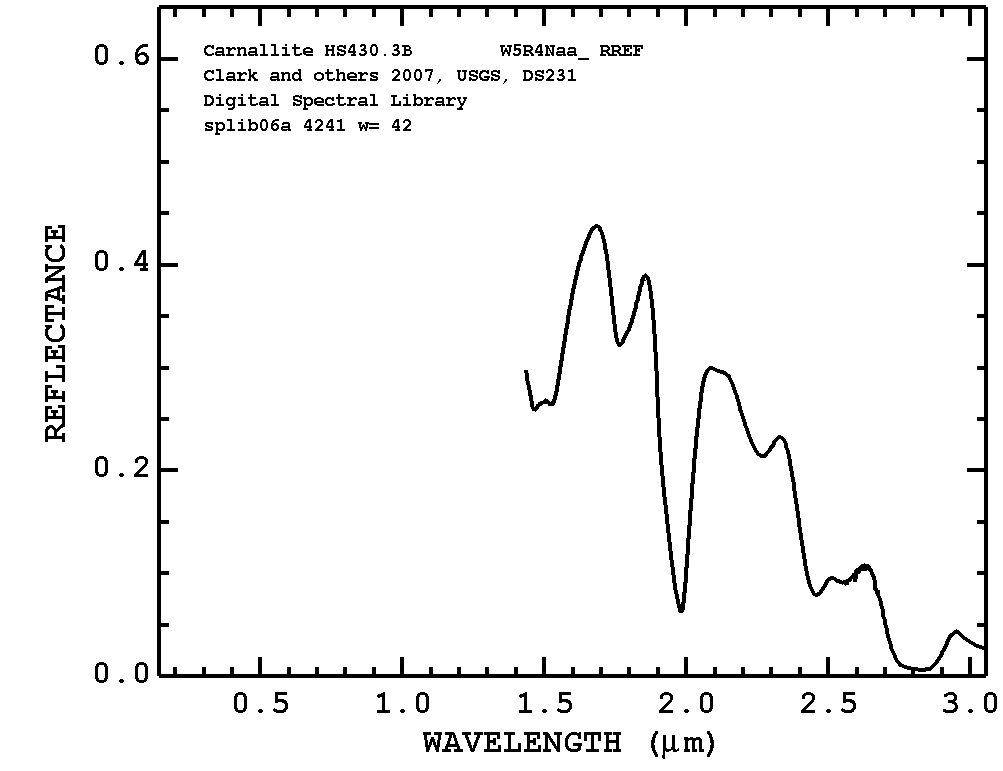 Carnallite HS430.3B W5R4Naa_ RREF
Clark and others 2007, USGS, DS231
Digital Spectral Library
splib06a 4241 w= 42
REFLECTANCE
0.6
0.4
0.2
0.0
0.5 1.0 1.5 2.0 2.5 3.0
WAVELENGTH (μm)